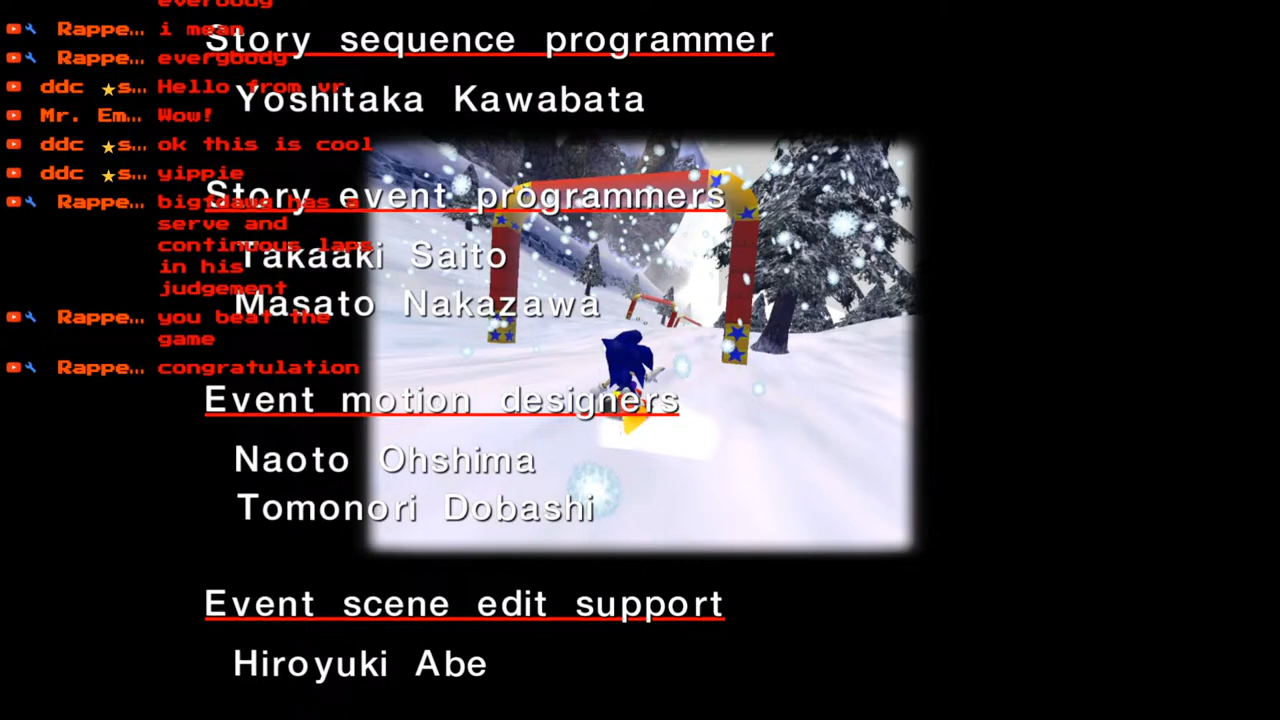 everybody
Rappe... i mean
Rappe... everybody
ddc ★s... Hello from vr
Mr. Em... Wow!
ddc ★s... ok this is cool
ddc ★s... yippie
Rappe... bigfdawg has a
serve and
continuous laps
in his
judgement
Rappe... you beat the
game
Rappe... congratulation
Story sequence programmer
Yoshitaka Kawabata
Story event programmers
Takaaki Saito
Masato Nakazawa
Event motion designers
Naoto Ohshima
Tomonori Dobashi
Event scene edit support
Hiroyuki Abe